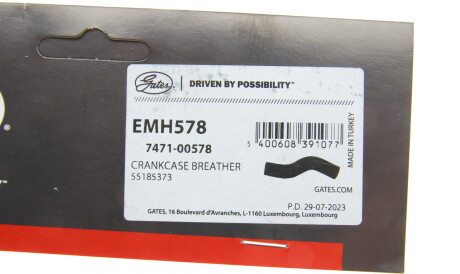 Gates® DRIVEN BY POSSIBILITY™
EMH578
7471-00578
CRANKCASE BREATHER
55185373
5 400608 391077
MADE IN TURKEY
GATES.COM
P.D. 29-07-2023
GATES, 16 Boulevard d'Avranches, L-1160 Luxembourg, Luxembourg
®